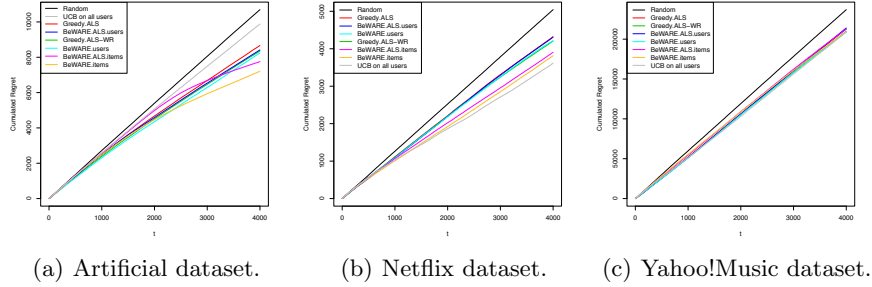 Random
UCB on all users
Greedy.ALS
BeWARE.ALS.users
Greedy.ALS-WR
BeWARE.users
BeWARE.ALS.items
BeWARE.items
Cumulated Regret
0
2000
4000
6000
8000
10000
0
1000
2000
3000
4000
t
(a) Artificial dataset.
Random
Greedy.ALS
BeWARE.ALS.users
BeWARE.users
Greedy.ALS-WR
BeWARE.ALS.items
BeWARE.items
UCB on all users
Cumulated Regret
0
1000
2000
3000
4000
5000
0
1000
2000
3000
4000
t
(b) Netflix dataset.
Random
Greedy.ALS
Greedy.ALS-WR
BeWARE.ALS.users
BeWARE.users
BeWARE.ALS.items
BeWARE.items
UCB on all users
Cumulated Regret
0
50000
100000
150000
200000
0
1000
2000
3000
4000
t
(c) Yahoo!Music dataset.